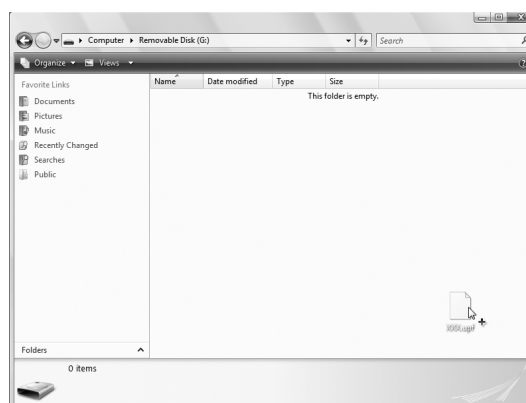 Computer ▸ Removable Disk (G:)
Search
Organize
Views
Favorite Links
Documents
Pictures
Music
Recently Changed
Searches
Public
Name Date modified Type Size
This folder is empty.
Folders
0 items